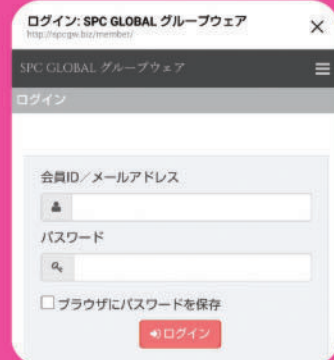 ログイン: SPC GLOBAL グループウェア
http://spcgw.biz/member/
SPC GLOBAL グループウェア
ログイン
会員ID／メールアドレス
パスワード
ブラウザにパスワードを保存
ログイン